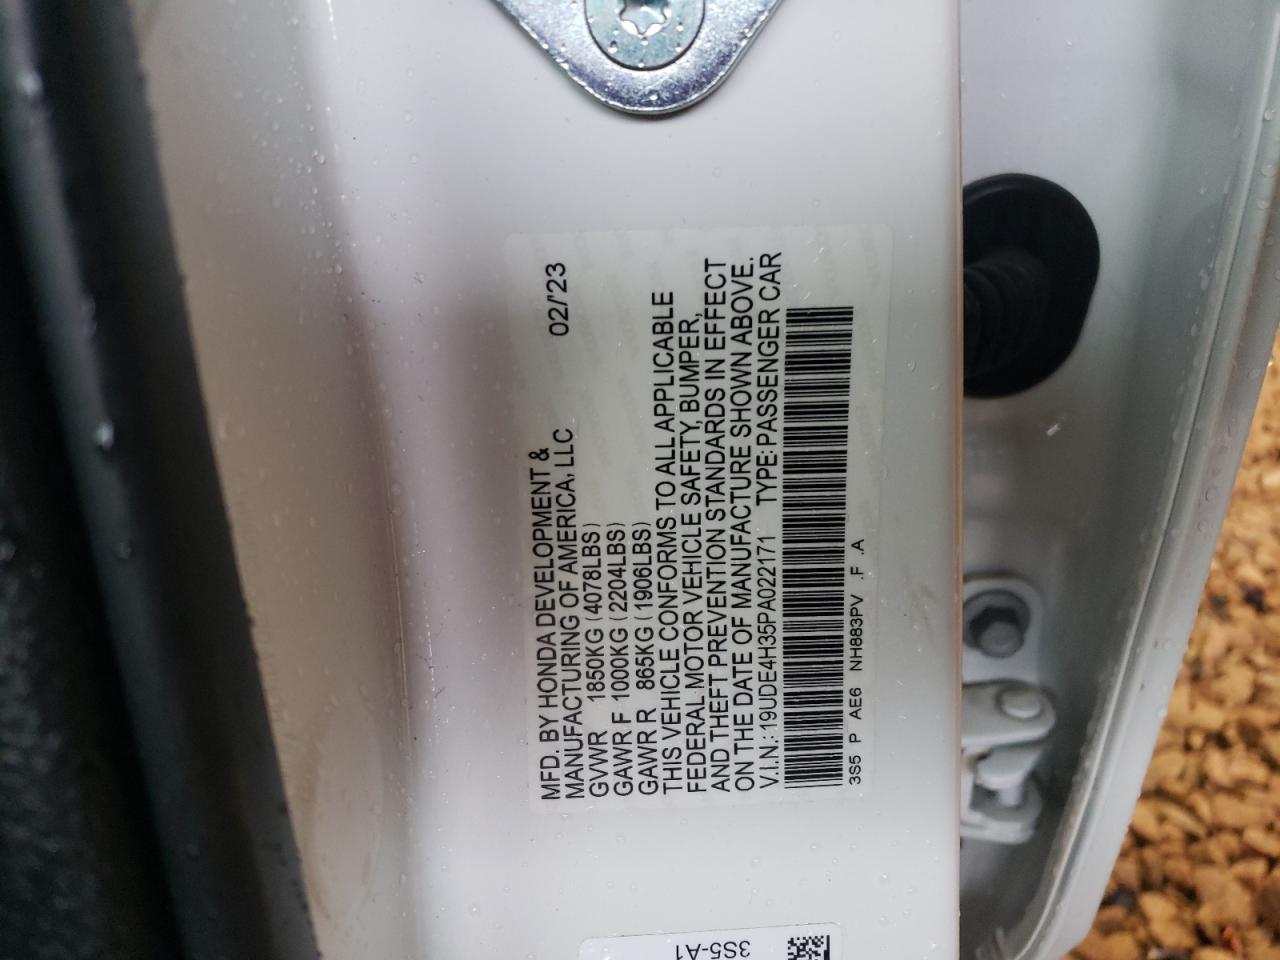 MFD. BY HONDA DEVELOPMENT &
MANUFACTURING OF AMERICA, LLC 02/'23
GVWR 1850KG (4078LBS)
GAWR F 1000KG (2204LBS)
GAWR R 865KG (1906LBS)
THIS VEHICLE CONFORMS TO ALL APPLICABLE
FEDERAL MOTOR VEHICLE SAFETY, BUMPER,
AND THEFT PREVENTION STANDARDS IN EFFECT
ON THE DATE OF MANUFACTURE SHOWN ABOVE.
V.I.N.: 19UDE4H35PA022171 TYPE:PASSENGER CAR
3S5 P AE6 NH883PV .F .A
3S5-A1